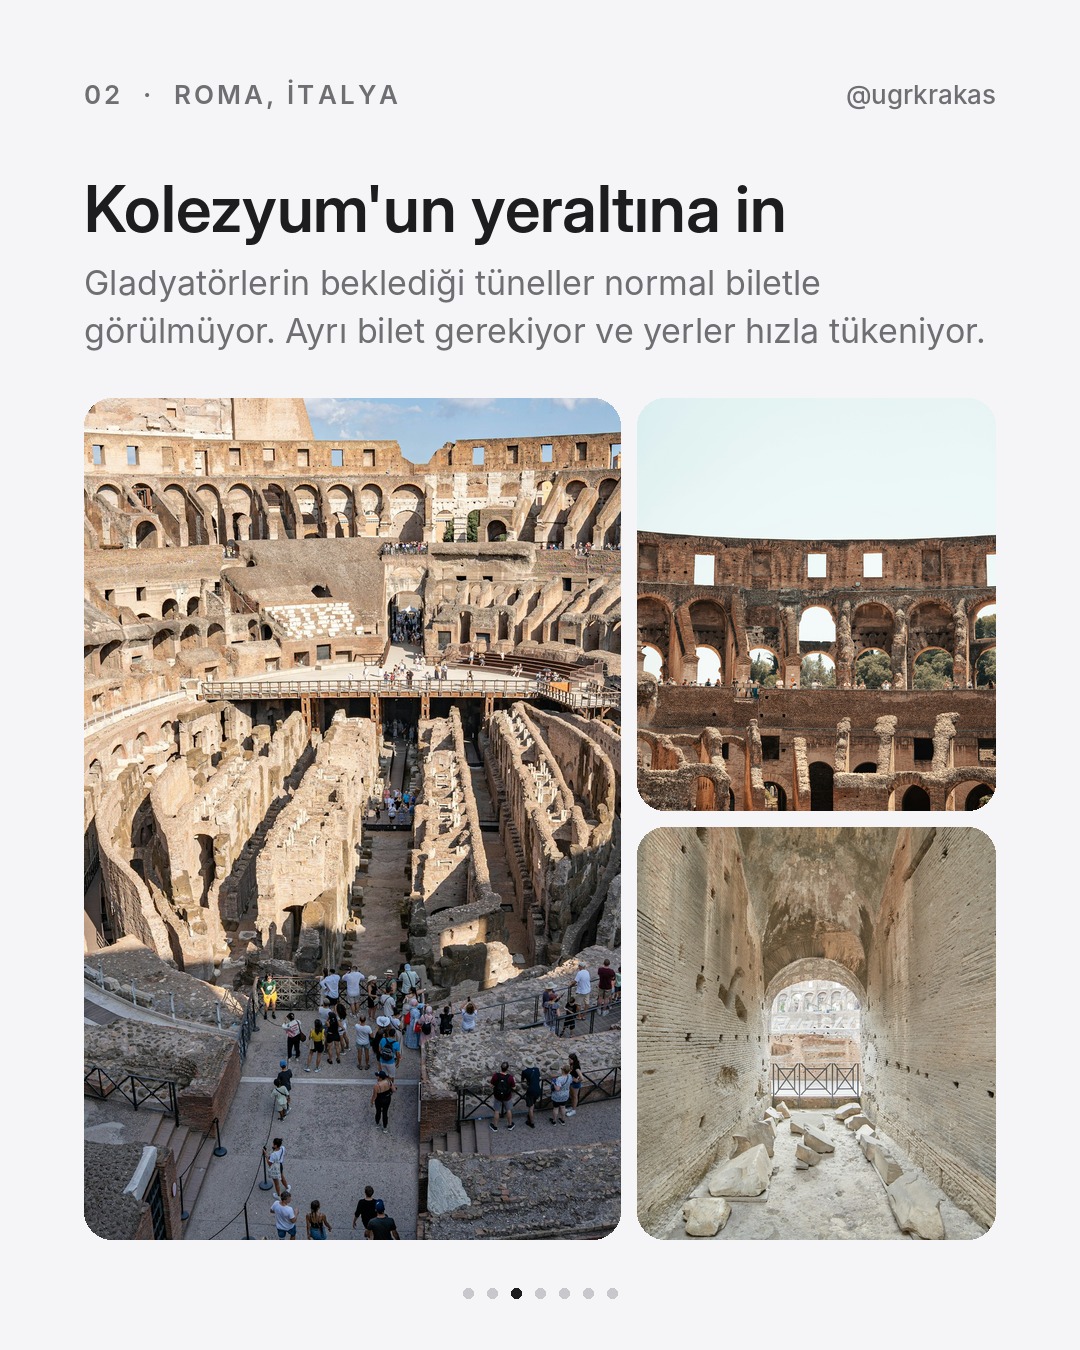 02 · ROMA, İTALYA
@ugrkrakas
Kolezyum'un yeraltına in
Gladyatörlerin beklediği tüneller normal biletle
görülmüyor. Ayrı bilet gerekiyor ve yerler hızla tükeniyor.